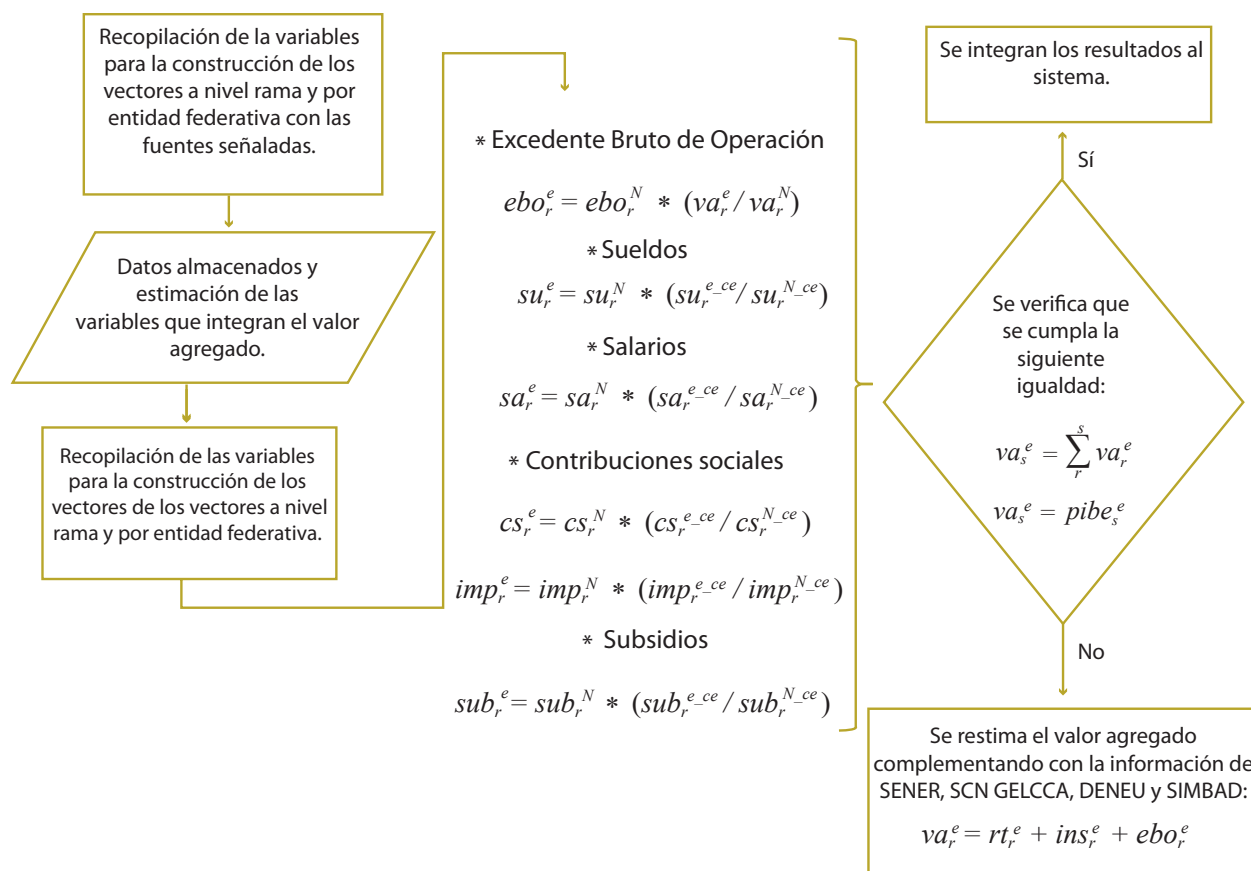 Recopilación de la variables
para la construcción de los
vectores a nivel rama y por
entidad federativa con las
fuentes señaladas.
Datos almacenados y
estimación de las
variables que integran el valor
agregado.
Recopilación de las variables
para la construcción de los
vectores de los vectores a nivel
rama y por entidad federativa.
* Excedente Bruto de Operación
ebo_r^e = ebo_r^N * (va_r^e / va_r^N)
* Sueldos
su_r^e = su_r^N * (su_r^{e_ce} / su_r^{N_ce})
* Salarios
sa_r^e = sa_r^N * (sa_r^{e_ce} / sa_r^{N_ce})
* Contribuciones sociales
cs_r^e = cs_r^N * (cs_r^{e_ce} / cs_r^{N_ce})
imp_r^e = imp_r^N * (imp_r^{e_ce} / imp_r^{N_ce})
* Subsidios
sub_r^e = sub_r^N * (sub_r^{e_ce} / sub_r^{N_ce})
Se integran los resultados al
sistema.
Sí
Se verifica que
se cumpla la
siguiente
igualdad:
va_s^e = ∑_r^s va_r^e
va_s^e = pibe_s^e
No
Se restima el valor agregado
complementando con la información de
SENER, SCN GELCCA, DENEU y SIMBAD:
va_r^e = rt_r^e + ins_r^e + ebo_r^e